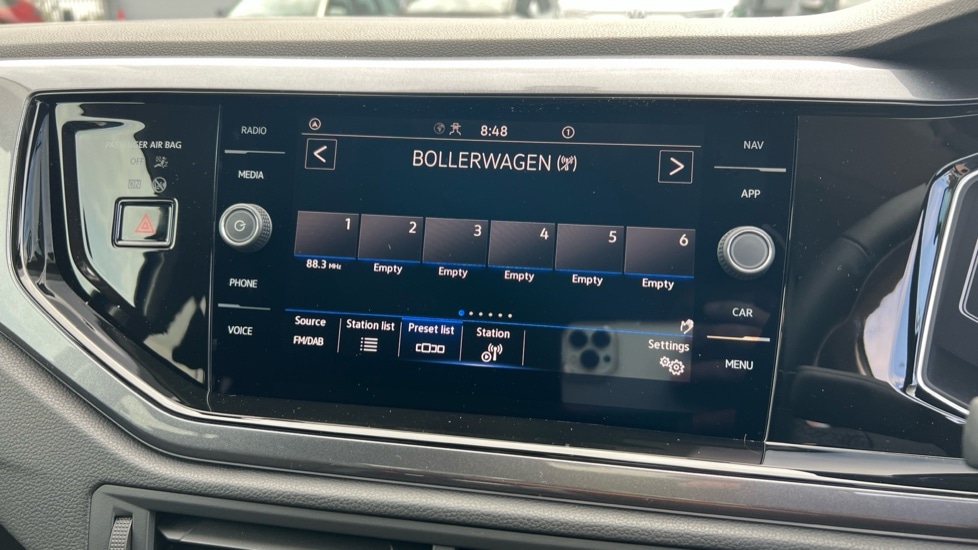 PASSENGER AIR BAG
OFF
ON
RADIO
MEDIA
PHONE
VOICE
8:48
1
BOLLERWAGEN
1 2 3 4 5 6
88.3 MHz Empty Empty Empty Empty Empty
Source Station list Preset list Station Settings
FM/DAB
NAV
APP
CAR
MENU